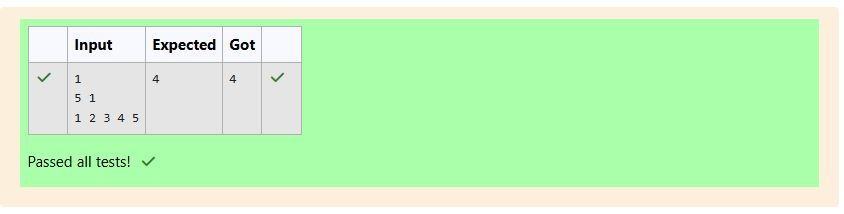 Input Expected Got
✓ 1 4 4 ✓
5 1
1 2 3 4 5
Passed all tests! ✓